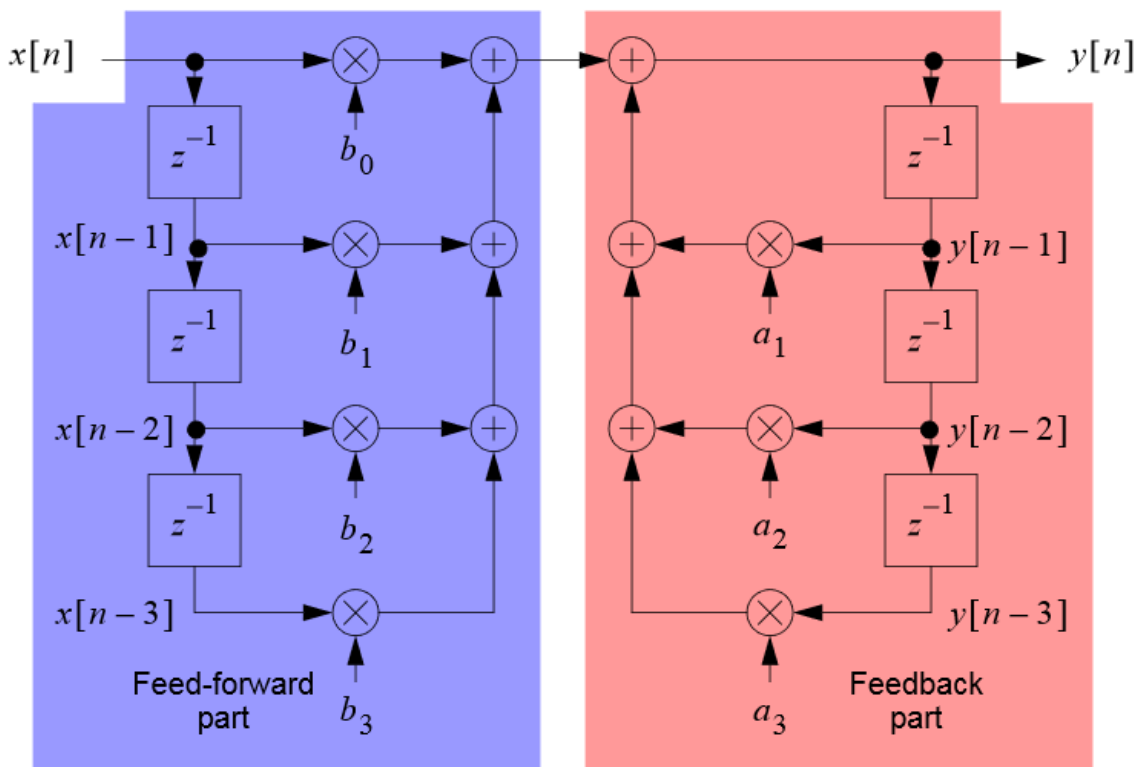 x[n]
y[n]
z⁻¹
b₀
z⁻¹
x[n − 1]
y[n − 1]
z⁻¹
b₁
a₁
z⁻¹
x[n − 2]
y[n − 2]
z⁻¹
b₂
a₂
z⁻¹
x[n − 3]
y[n − 3]
Feed-forward
part
b₃
a₃
Feedback
part